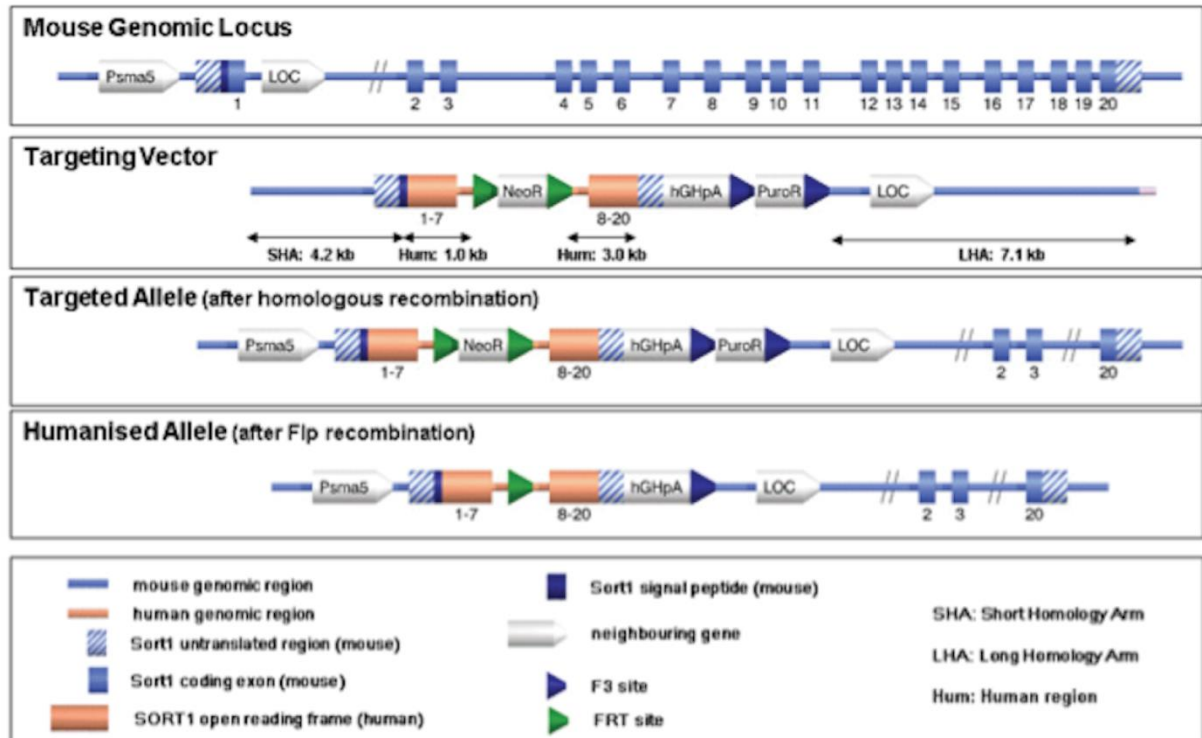 Mouse Genomic Locus
Psma5 LOC
1 2 3 4 5 6 7 8 9 10 11 12 13 14 15 16 17 18 19 20
Targeting Vector
NeoR hGHpA PuroR LOC
1-7 8-20
SHA: 4.2 kb Hum: 1.0 kb Hum: 3.0 kb LHA: 7.1 kb
Targeted Allele (after homologous recombination)
Psma5 NeoR hGHpA PuroR LOC
1-7 8-20 2 3 20
Humanised Allele (after Flp recombination)
Psma5 hGHpA LOC
1-7 8-20 2 3 20
mouse genomic region
human genomic region
Sort1 untranslated region (mouse)
Sort1 coding exon (mouse)
SORT1 open reading frame (human)
Sort1 signal peptide (mouse)
neighbouring gene
F3 site
FRT site
SHA: Short Homology Arm
LHA: Long Homology Arm
Hum: Human region